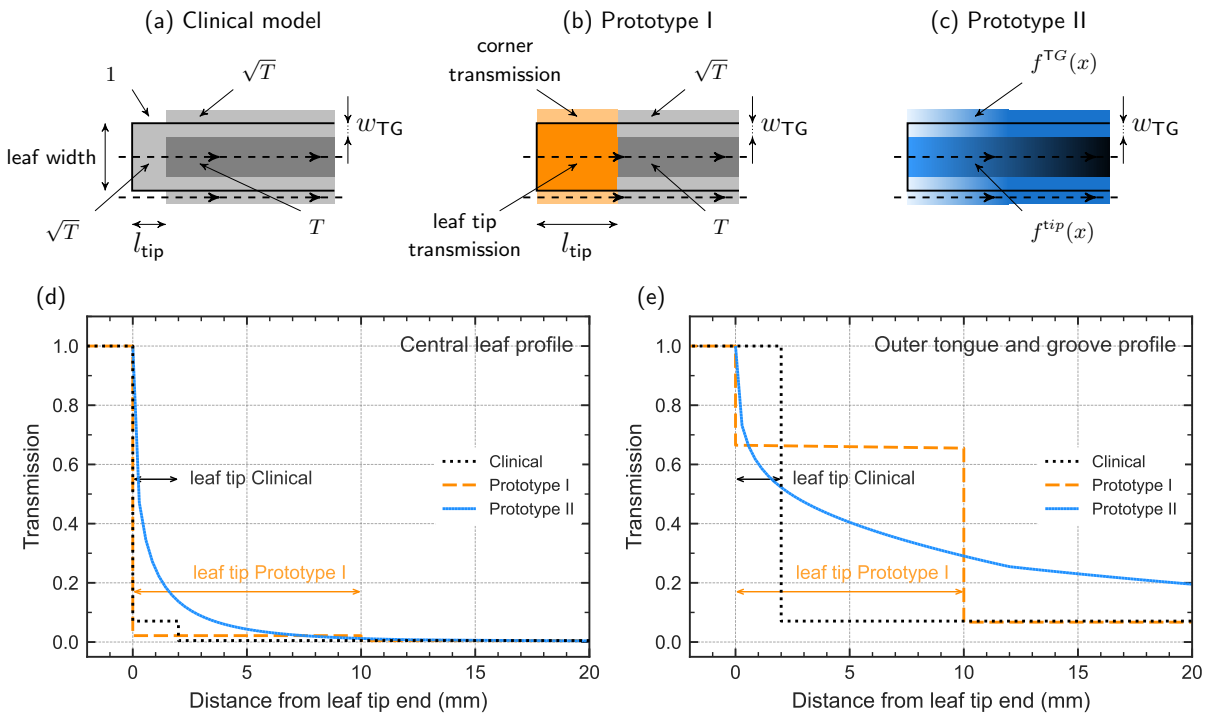 (a) Clinical model
(b) Prototype I
(c) Prototype II
1
√T
leaf width
w_TG
√T
l_tip
T
corner
transmission
√T
w_TG
leaf tip
transmission
l_tip
T
f^TG(x)
w_TG
f^tip(x)
(d)
Central leaf profile
Transmission
1.0
0.8
0.6
0.4
0.2
0.0
leaf tip Clinical
leaf tip Prototype I
Clinical
Prototype I
Prototype II
0 5 10 15 20
Distance from leaf tip end (mm)
(e)
Outer tongue and groove profile
Transmission
1.0
0.8
0.6
0.4
0.2
0.0
leaf tip Clinical
leaf tip Prototype I
Clinical
Prototype I
Prototype II
0 5 10 15 20
Distance from leaf tip end (mm)